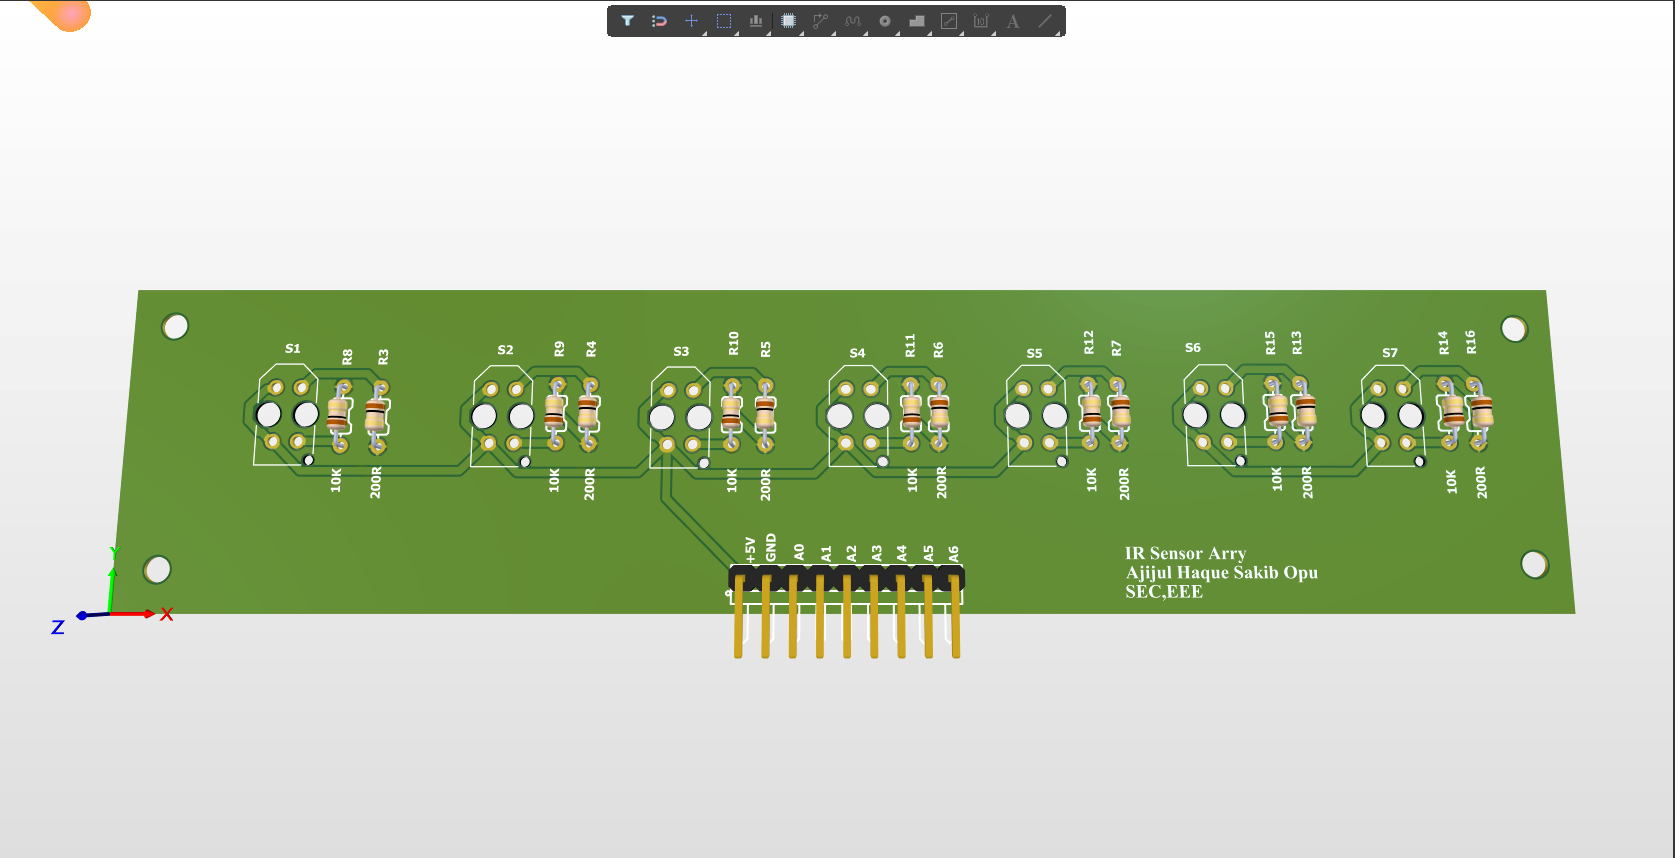 S1
R8
R3
S2
R9
R4
S3
R10
R5
S4
R11
R6
S5
R12
R7
S6
R15
R13
S7
R14
R16
10K
200R
10K
200R
10K
200R
10K
200R
10K
200R
10K
200R
10K
200R
+5V
GND
A0
A1
A2
A3
A4
A5
A6
IR Sensor Arry
Ajijul Haque Sakib Opu
SEC,EEE
Y
Z
X
A